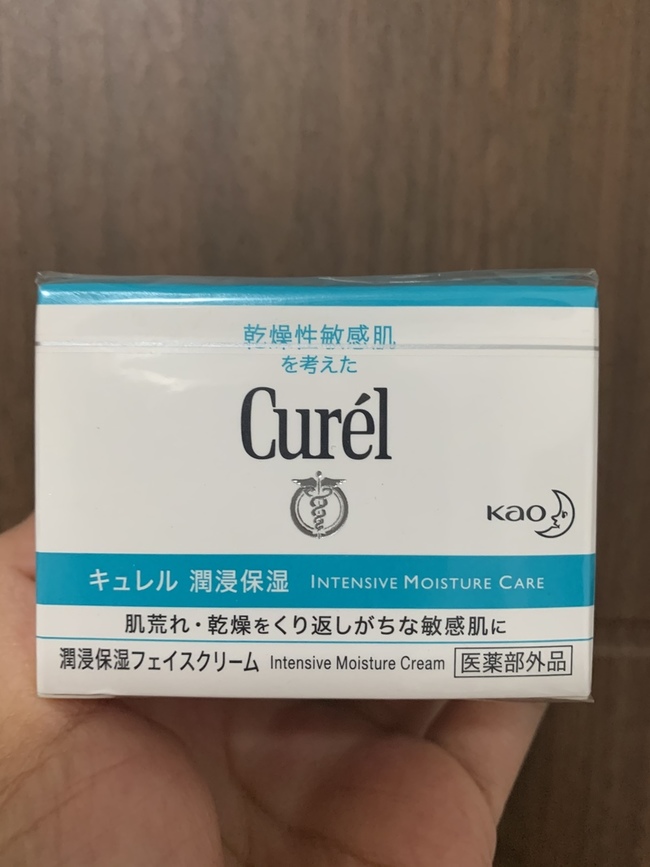 乾燥性敏感肌
を考えた
Curél
Kao
キュレル 潤浸保湿 INTENSIVE MOISTURE CARE
肌荒れ・乾燥をくり返しがちな敏感肌に
潤浸保湿フェイスクリーム Intensive Moisture Cream 医薬部外品